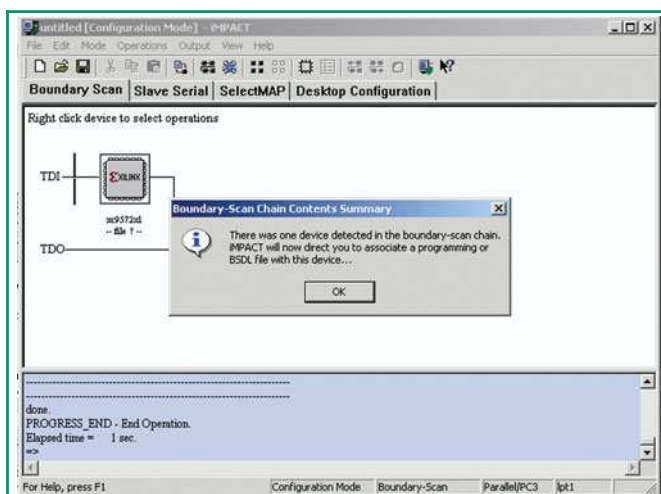 untitled [Configuration Mode] - iMPACT
File Edit Mode Operations Output View Help
Boundary Scan Slave Serial SelectMAP Desktop Configuration
Right click device to select operations
TDI
XILINX
xc9572xl
-- file ? --
TDO
Boundary-Scan Chain Contents Summary
There was one device detected in the boundary-scan chain.
iMPACT will now direct you to associate a programming or
BSDL file with this device...
OK
done.
PROGRESS_END - End Operation.
Elapsed time = 1 sec.
=>
For Help, press F1 Configuration Mode Boundary-Scan Parallel/PC3 lpt1